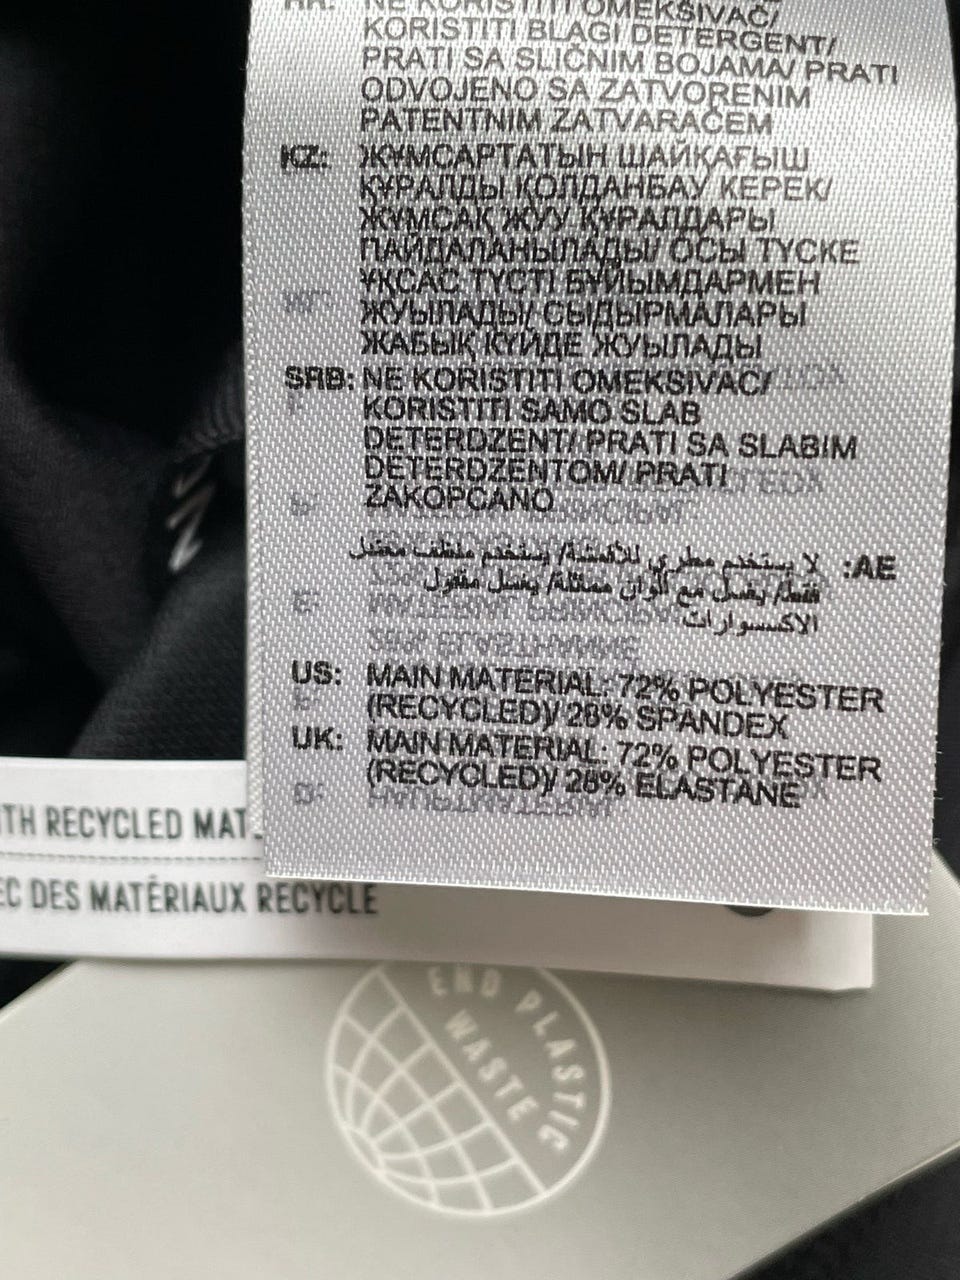 HR: NE KORISTITI OMEKŠIVAČ/
KORISTITI BLAGI DETERGENT/
PRATI SA SLIČNIM BOJAMA/ PRATI
ODVOJENO SA ZATVORENIM
PATENTNIM ZATVARAČEM
KZ: ЖҰМСАРТАТЫН ШАЙҚАҒЫШ
ҚҰРАЛДЫ ҚОЛДАНБАУ КЕРЕК/
ЖҰМСАҚ ЖУУ ҚҰРАЛДАРЫ
ПАЙДАЛАНЫЛАДЫ/ ОСЫ ТҮСКЕ
ҰҚСАС ТҮСТІ БҰЙЫМДАРМЕН
ЖУЫЛАДЫ/ СЫДЫРМАЛАРЫ
ЖАБЫҚ КҮЙДЕ ЖУЫЛАДЫ
SRB: NE KORISTITI OMEKSIVAC/
KORISTITI SAMO SLAB
DETERDZENT/ PRATI SA SLABIM
DETERDZENTOM/ PRATI
ZAKOPCANO
AE: لا يستخدم مطري للأقمشة/ يستخدم منظف معتدل
فقط/ يغسل مع ألوان مماثلة/ يغسل مقفول
الاكسسوارات
US: MAIN MATERIAL: 72% POLYESTER
(RECYCLED)/ 28% SPANDEX
UK: MAIN MATERIAL: 72% POLYESTER
(RECYCLED)/ 28% ELASTANE
TH RECYCLED MAT
EC DES MATÉRIAUX RECYCLÉ
END PLASTIC
WASTE